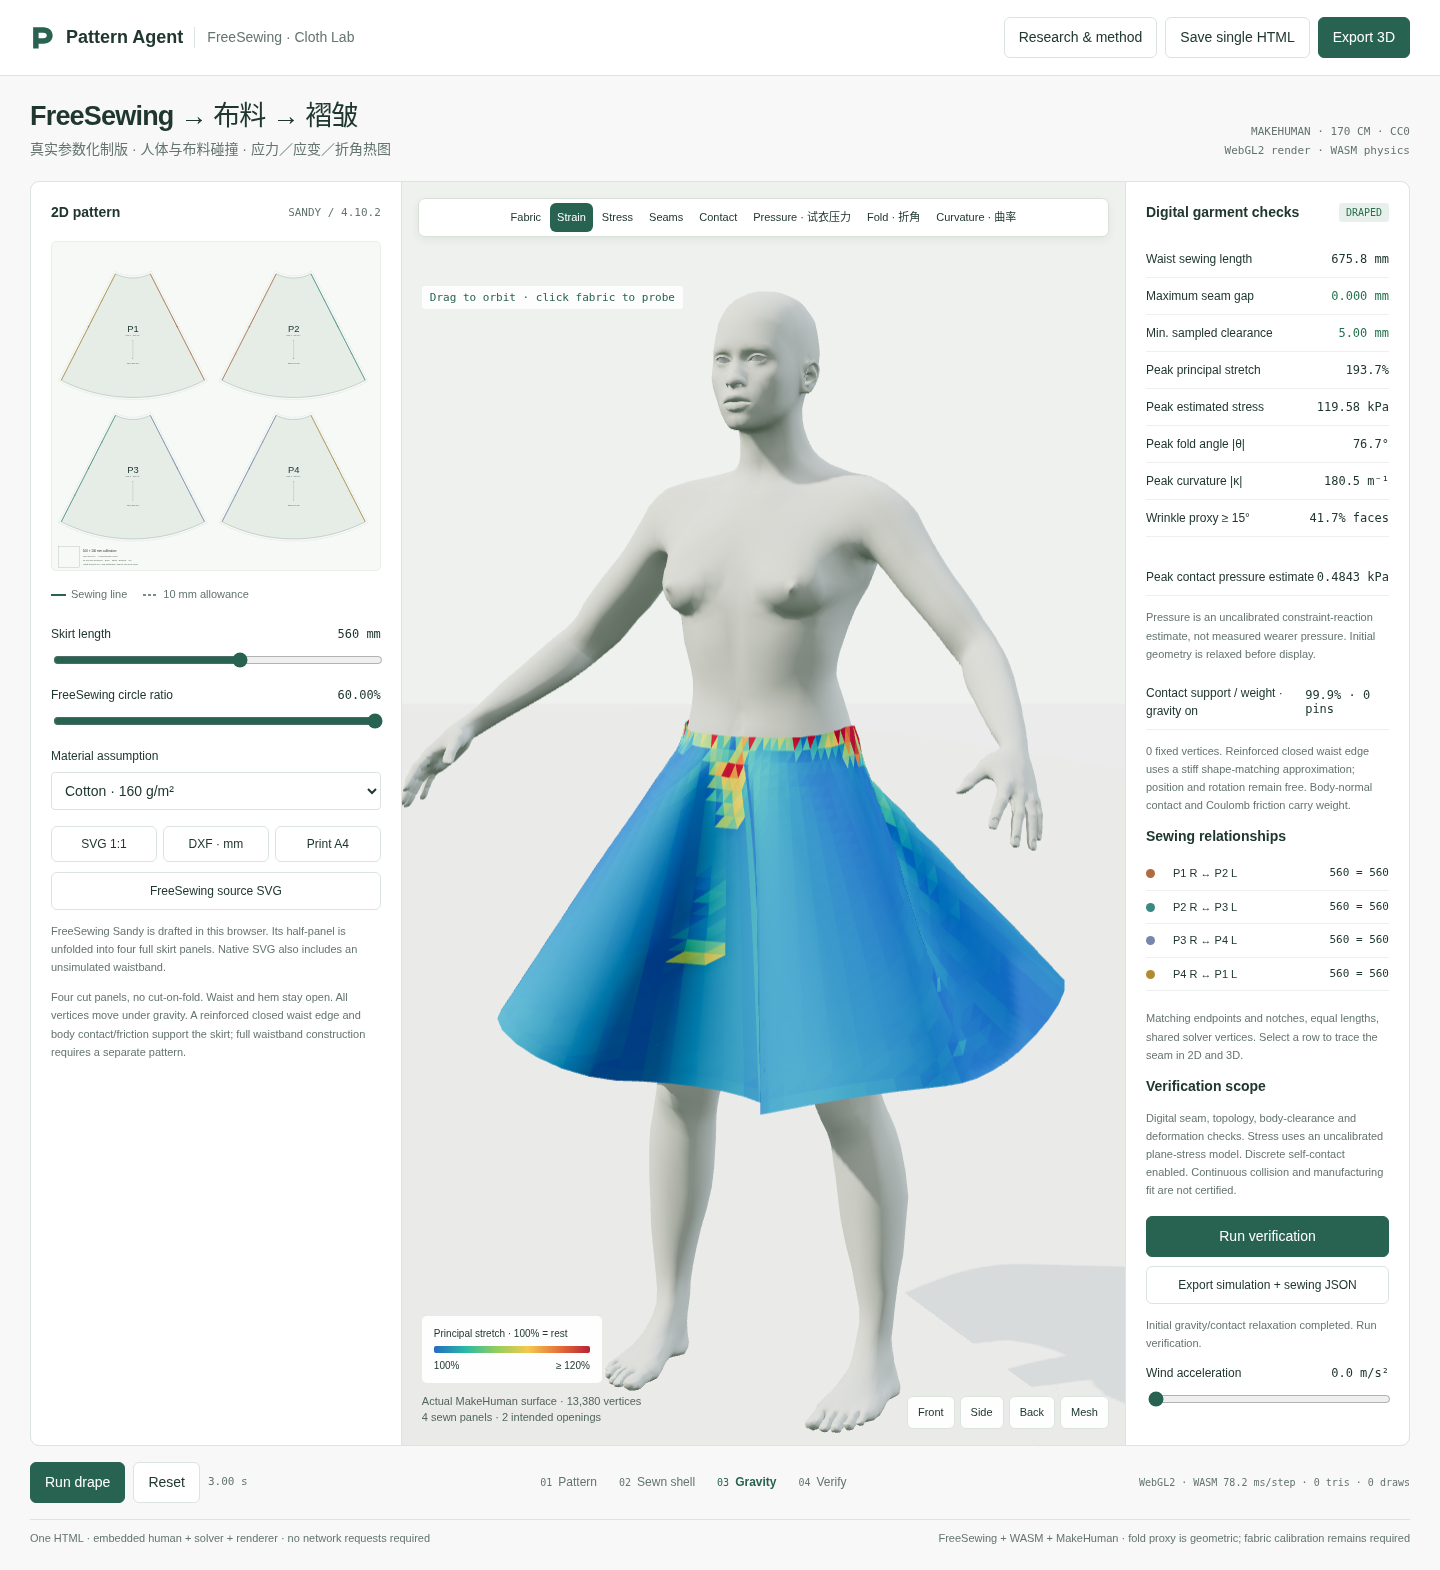 Pattern Agent
FreeSewing · Cloth Lab
Research & method
Save single HTML
Export 3D
FreeSewing → 布料 → 褶皱
真实参数化制版 · 人体与布料碰撞 · 应力／应变／折角热图
MAKEHUMAN · 170 CM · CC0
WebGL2 render · WASM physics
2D pattern
SANDY / 4.10.2
P1
P2
P3
P4
Sewing line
10 mm allowance
Skirt length
560 mm
FreeSewing circle ratio
60.00%
Material assumption
Cotton · 160 g/m²
SVG 1:1
DXF · mm
Print A4
FreeSewing source SVG
FreeSewing Sandy is drafted in this browser. Its half-panel is
unfolded into four full skirt panels. Native SVG also includes an
unsimulated waistband.
Four cut panels, no cut-on-fold. Waist and hem stay open. All
vertices move under gravity. A reinforced closed waist edge and
body contact/friction support the skirt; full waistband construction
requires a separate pattern.
Fabric
Strain
Stress
Seams
Contact
Pressure · 试衣压力
Fold · 折角
Curvature · 曲率
Drag to orbit · click fabric to probe
Principal stretch · 100% = rest
100%
≥ 120%
Actual MakeHuman surface · 13,380 vertices
4 sewn panels · 2 intended openings
Front
Side
Back
Mesh
Digital garment checks
DRAPED
Waist sewing length
675.8 mm
Maximum seam gap
0.000 mm
Min. sampled clearance
5.00 mm
Peak principal stretch
193.7%
Peak estimated stress
119.58 kPa
Peak fold angle |θ|
76.7°
Peak curvature |κ|
180.5 m⁻¹
Wrinkle proxy ≥ 15°
41.7% faces
Peak contact pressure estimate
0.4843 kPa
Pressure is an uncalibrated constraint-reaction
estimate, not measured wearer pressure. Initial
geometry is relaxed before display.
Contact support / weight ·
gravity on
99.9% · 0
pins
0 fixed vertices. Reinforced closed waist edge
uses a stiff shape-matching approximation;
position and rotation remain free. Body-normal
contact and Coulomb friction carry weight.
Sewing relationships
P1 R ↔ P2 L
560 = 560
P2 R ↔ P3 L
560 = 560
P3 R ↔ P4 L
560 = 560
P4 R ↔ P1 L
560 = 560
Matching endpoints and notches, equal lengths,
shared solver vertices. Select a row to trace the
seam in 2D and 3D.
Verification scope
Digital seam, topology, body-clearance and
deformation checks. Stress uses an uncalibrated
plane-stress model. Discrete self-contact
enabled. Continuous collision and manufacturing
fit are not certified.
Run verification
Export simulation + sewing JSON
Initial gravity/contact relaxation completed. Run
verification.
Wind acceleration
0.0 m/s²
Run drape
Reset
3.00 s
01 Pattern
02 Sewn shell
03 Gravity
04 Verify
WebGL2 · WASM 78.2 ms/step · 0 tris · 0 draws
One HTML · embedded human + solver + renderer · no network requests required
FreeSewing + WASM + MakeHuman · fold proxy is geometric; fabric calibration remains required